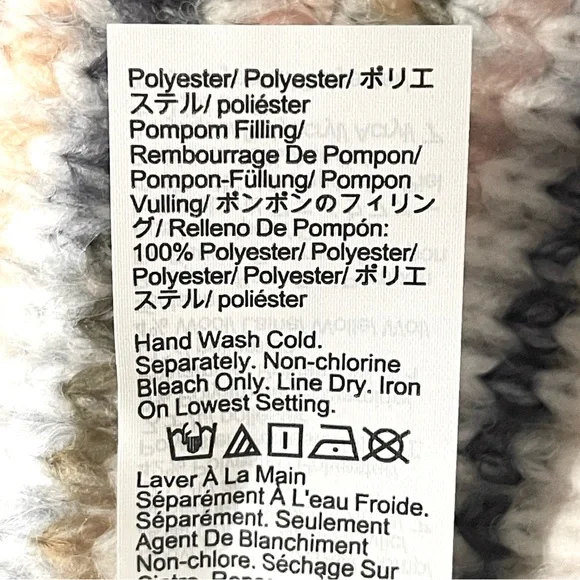 Polyester/ Polyester/ ポリエ
ステル/ poliéster
Pompom Filling/
Rembourrage De Pompon/
Pompon-Füllung/ Pompon
Vulling/ ポンポンのフィリン
グ/ Relleno De Pompón:
100% Polyester/ Polyester/
Polyester/ Polyester/ ポリエ
ステル/ poliéster
Hand Wash Cold.
Separately. Non-chlorine
Bleach Only. Line Dry. Iron
On Lowest Setting.
Laver À La Main
Séparément À L'eau Froide.
Séparément. Seulement
Agent De Blanchiment
Non-chlore. Séchage Sur